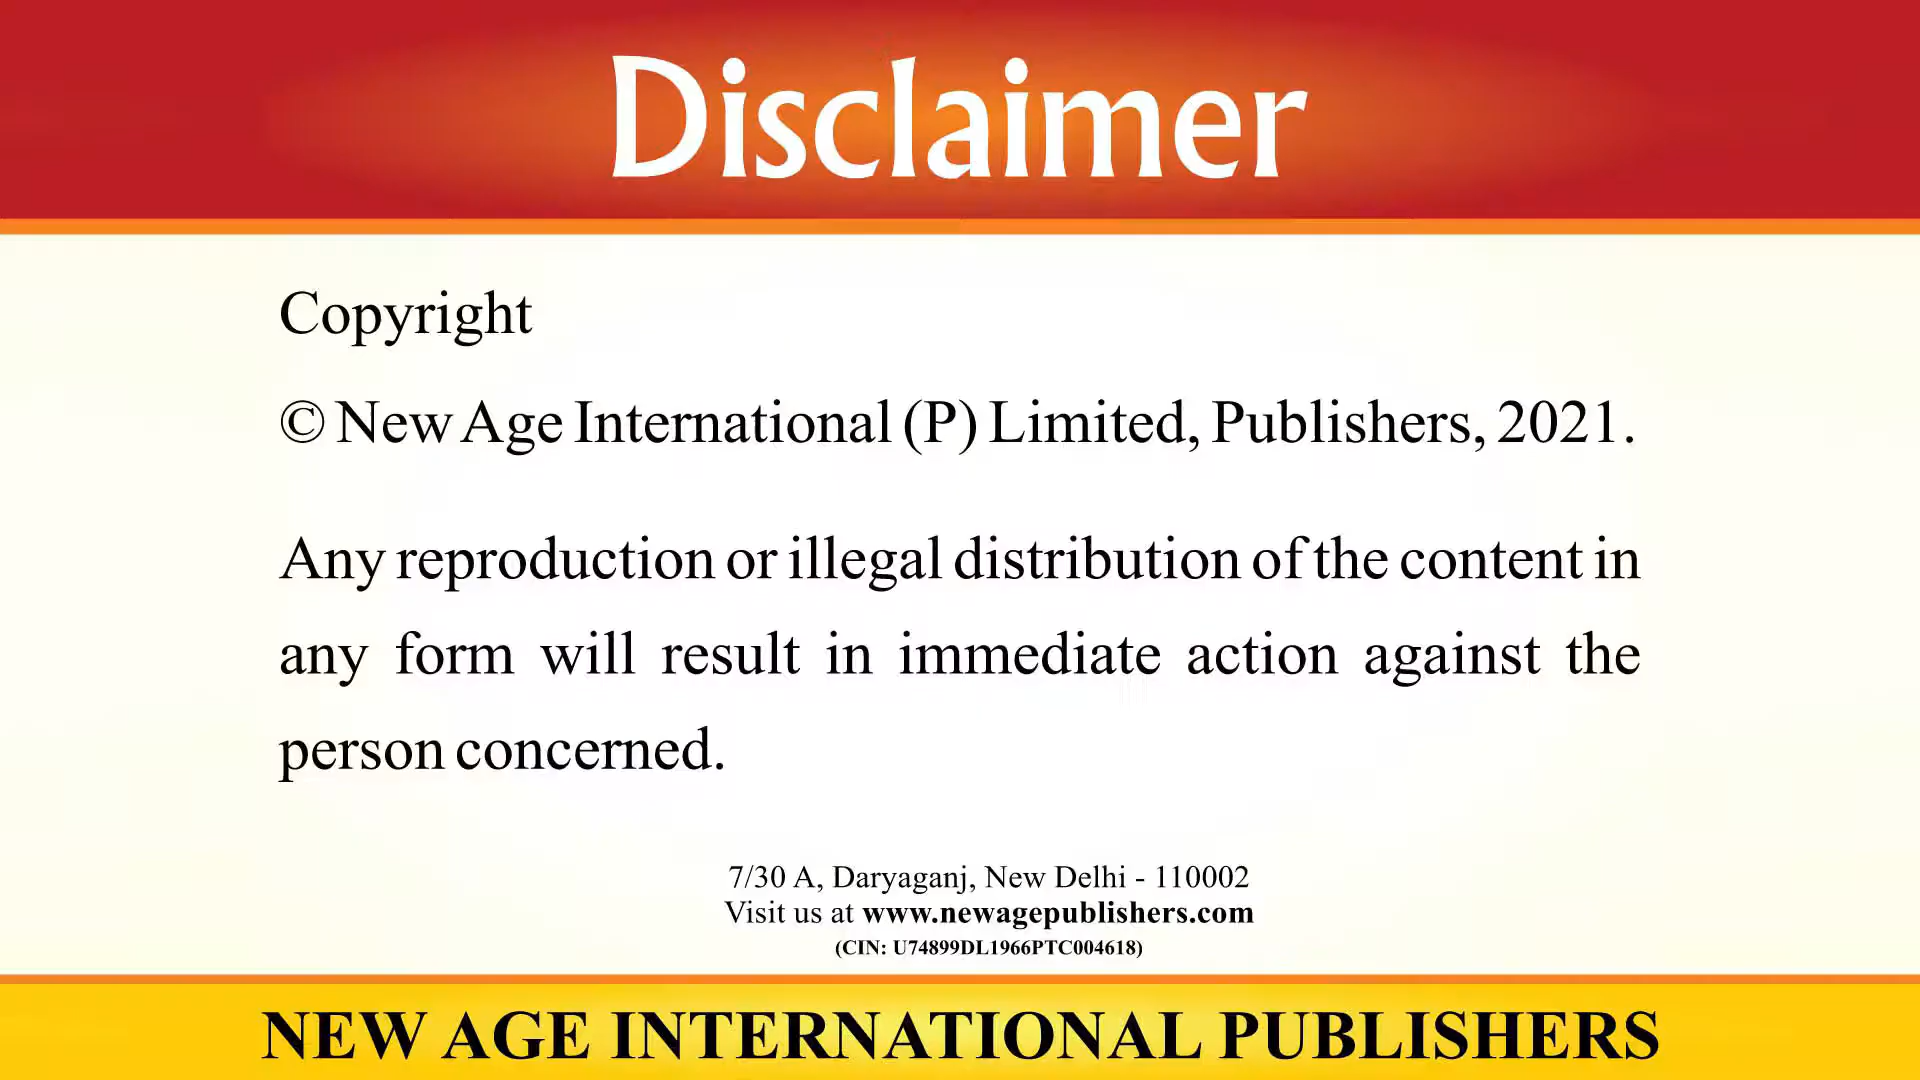 Disclaimer
Copyright
© New Age International (P) Limited, Publishers, 2021.
Any reproduction or illegal distribution of the content in
any form will result in immediate action against the
person concerned.
7/30 A, Daryaganj, New Delhi - 110002
Visit us at www.newagepublishers.com
(CIN: U74899DL1966PTC004618)
NEW AGE INTERNATIONAL PUBLISHERS